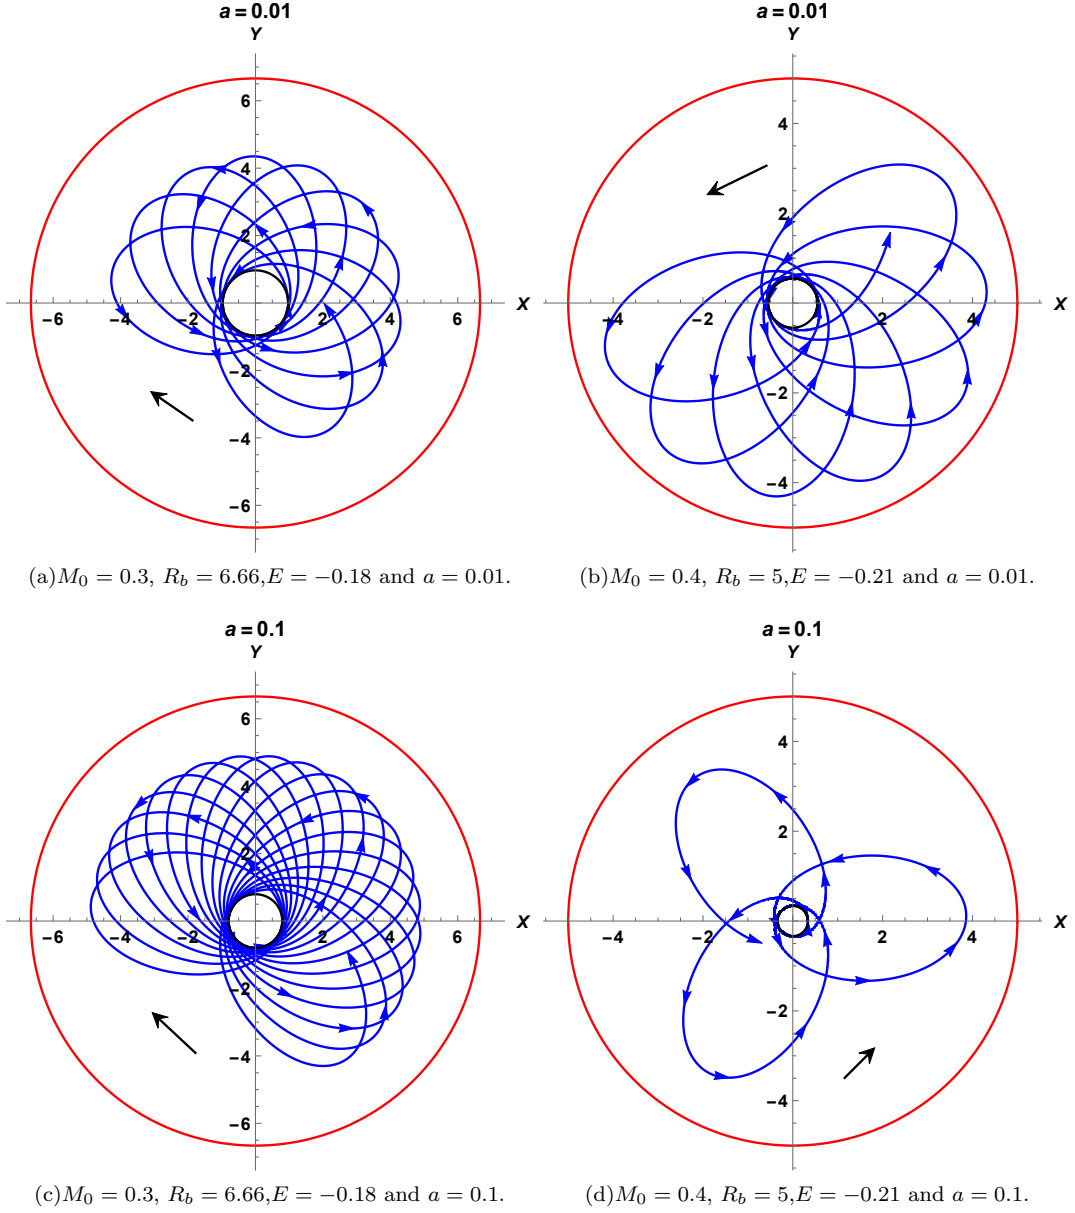 a = 0.01
Y
6
4
2
-6 -4 -2 2 4 6 X
-2
-4
-6
(a)M₀ = 0.3, R_b = 6.66,E = −0.18 and a = 0.01.
a = 0.01
Y
4
2
-4 -2 2 4 X
-2
-4
(b)M₀ = 0.4, R_b = 5,E = −0.21 and a = 0.01.
a = 0.1
Y
6
4
2
-6 -4 -2 2 4 6 X
-2
-4
-6
(c)M₀ = 0.3, R_b = 6.66,E = −0.18 and a = 0.1.
a = 0.1
Y
4
2
-4 -2 2 4 X
-2
-4
(d)M₀ = 0.4, R_b = 5,E = −0.21 and a = 0.1.